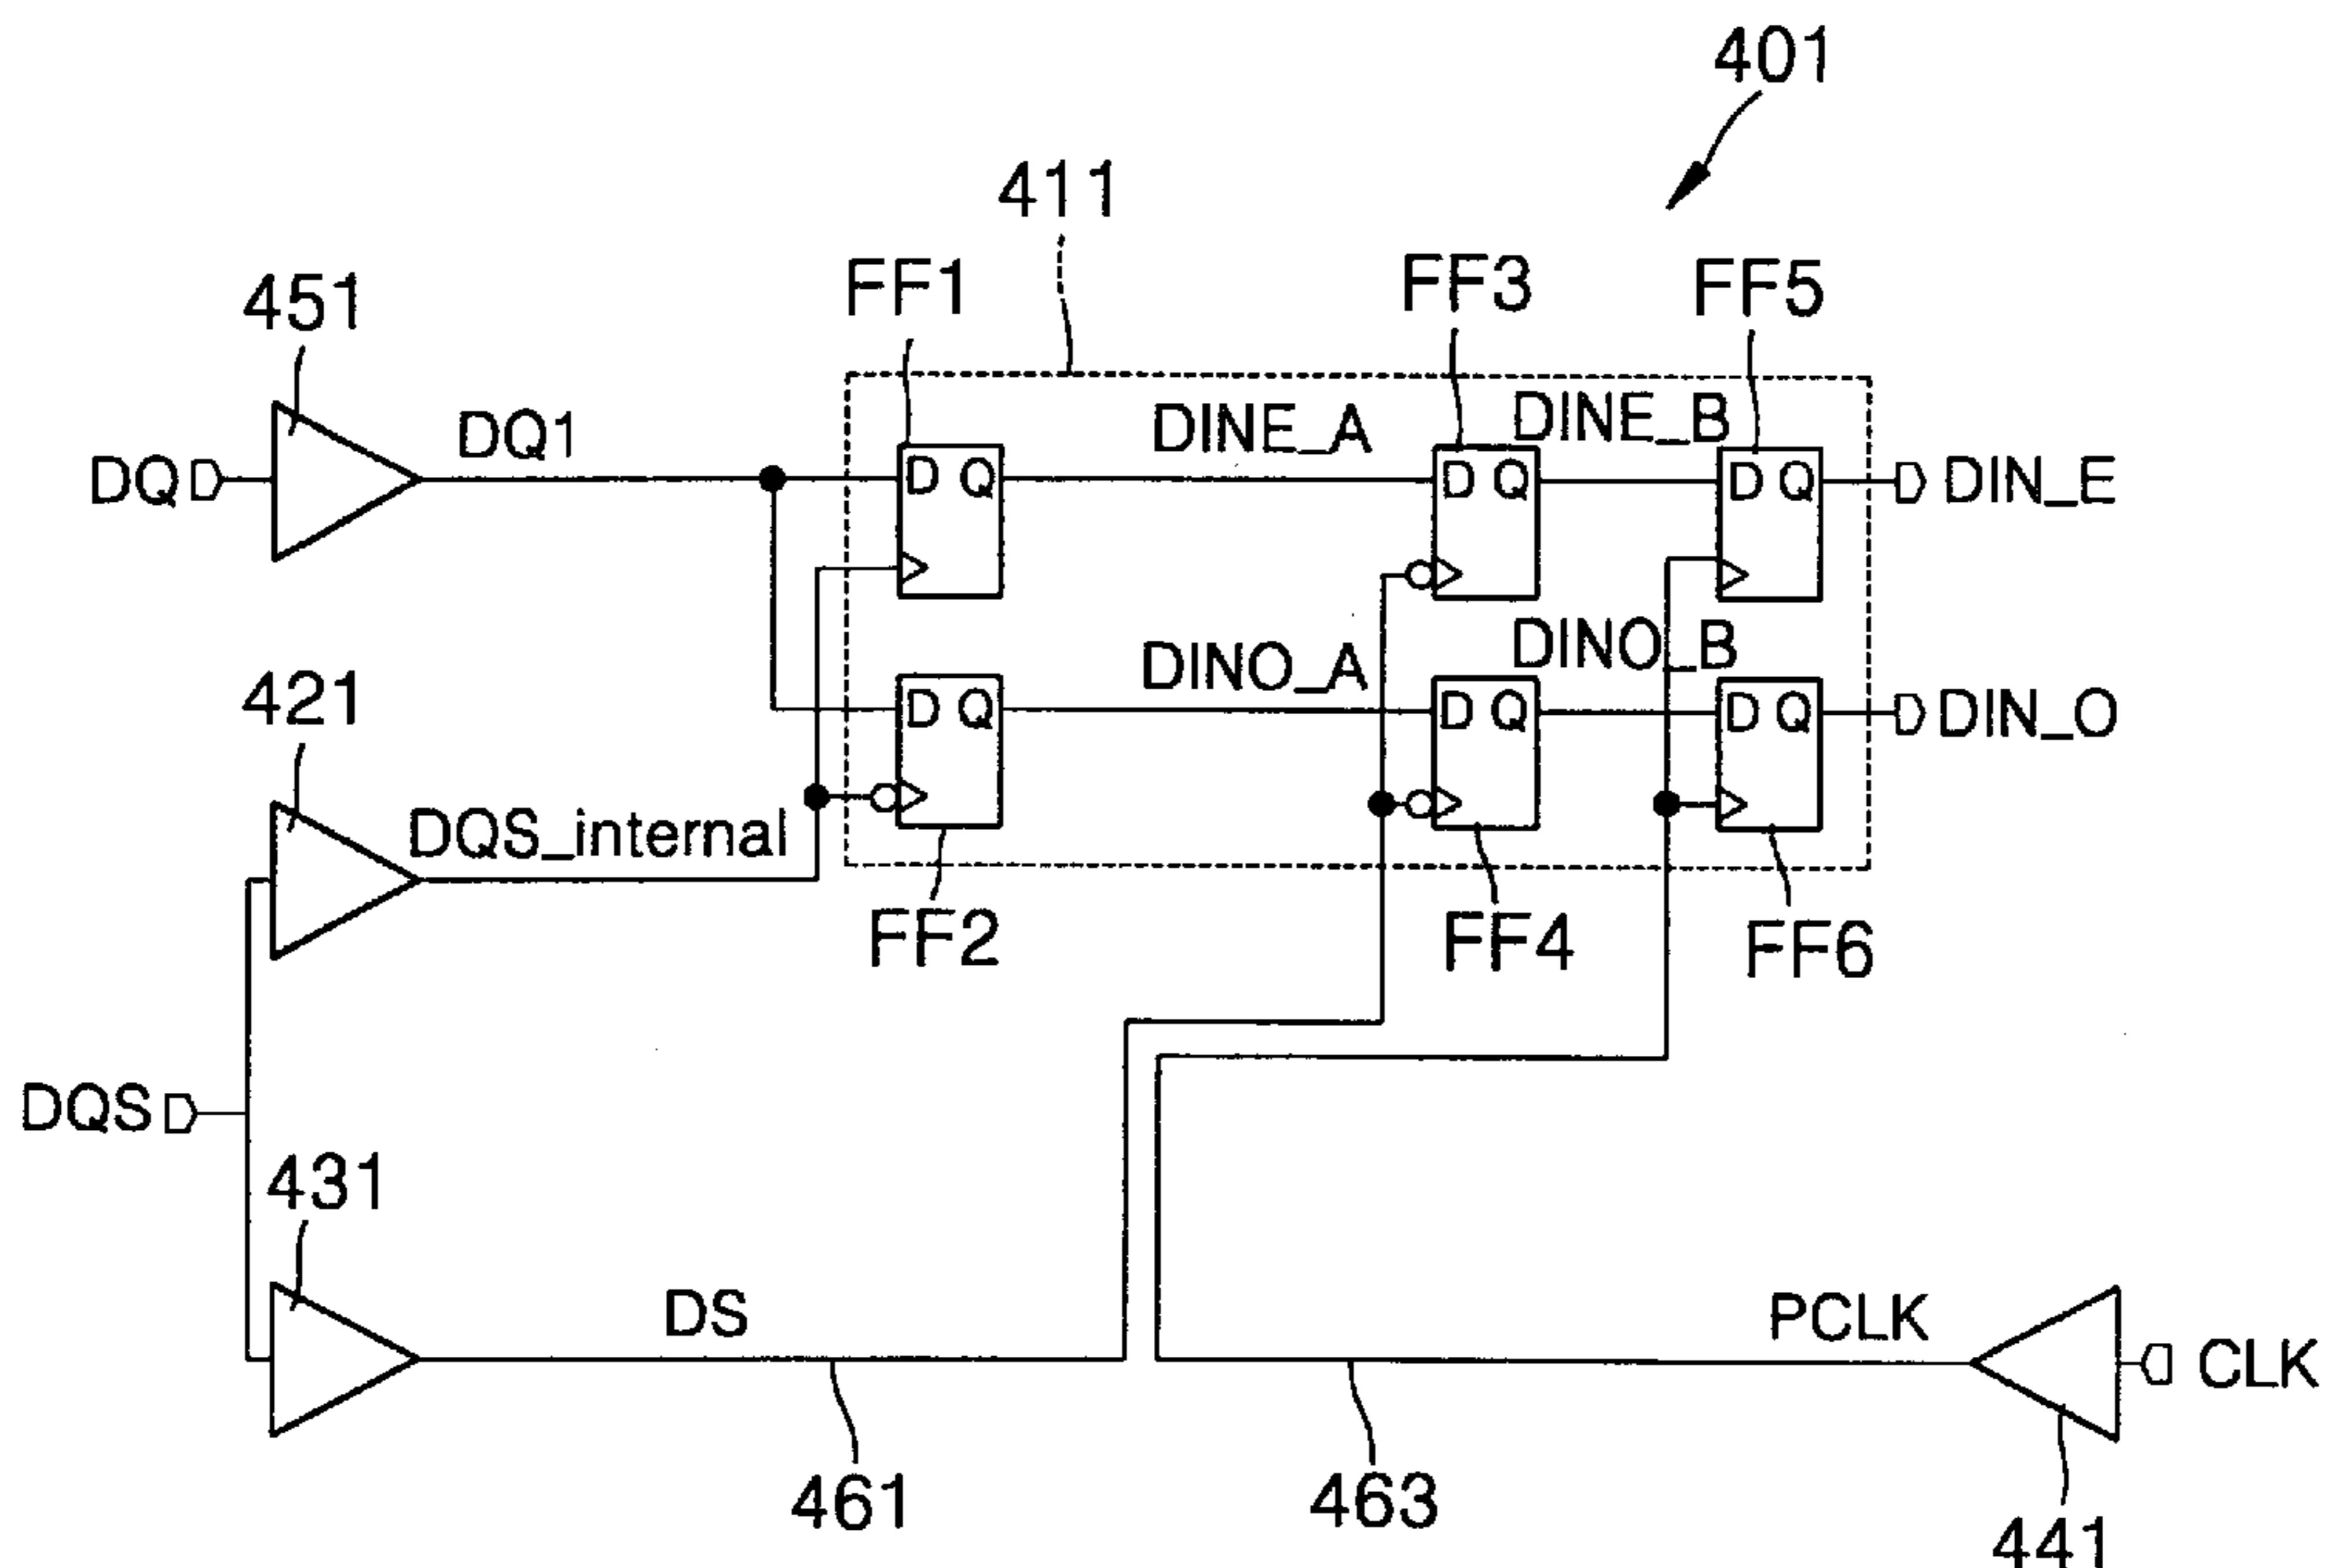 401
411
FF1
FF3
FF5
451
DQ1
DINE_A
DINE_B
DQ
D Q
D Q
D Q
DIN_E
DINO_A
DINO_B
421
D Q
D Q
D Q
DIN_O
DQS_internal
FF2
FF4
FF6
DQS
431
DS
PCLK
CLK
461
463
441